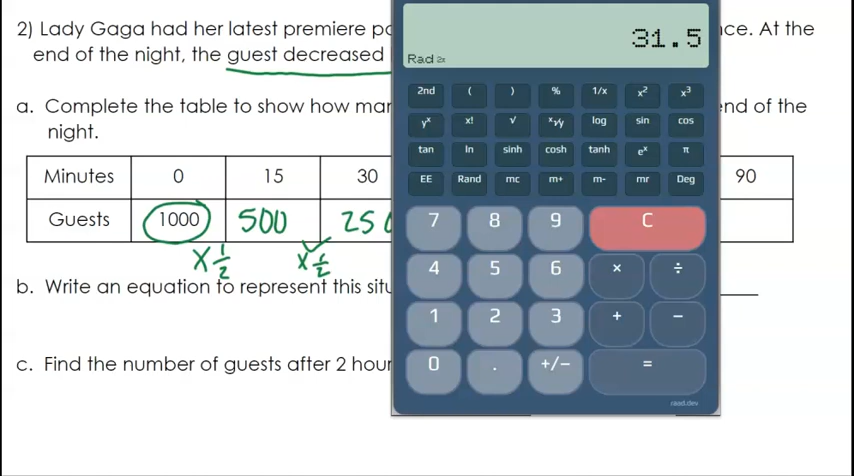 2) Lady Gaga had her latest premiere pa nce. At the
end of the night, the guest decreased
a. Complete the table to show how mar end of the
night.
Minutes 0 15 30 90
Guests 1000 500 250
× 1/2 × 1/2
b. Write an equation to represent this situ
c. Find the number of guests after 2 hour
31.5
Rad 2x
2nd ( ) % 1/x x² x³
yˣ x! √ ˣ√y log sin cos
tan ln sinh cosh tanh eˣ π
EE Rand mc m+ m- mr Deg
7 8 9 C
4 5 6 × ÷
1 2 3 + −
0 . +/− =
raad.dev